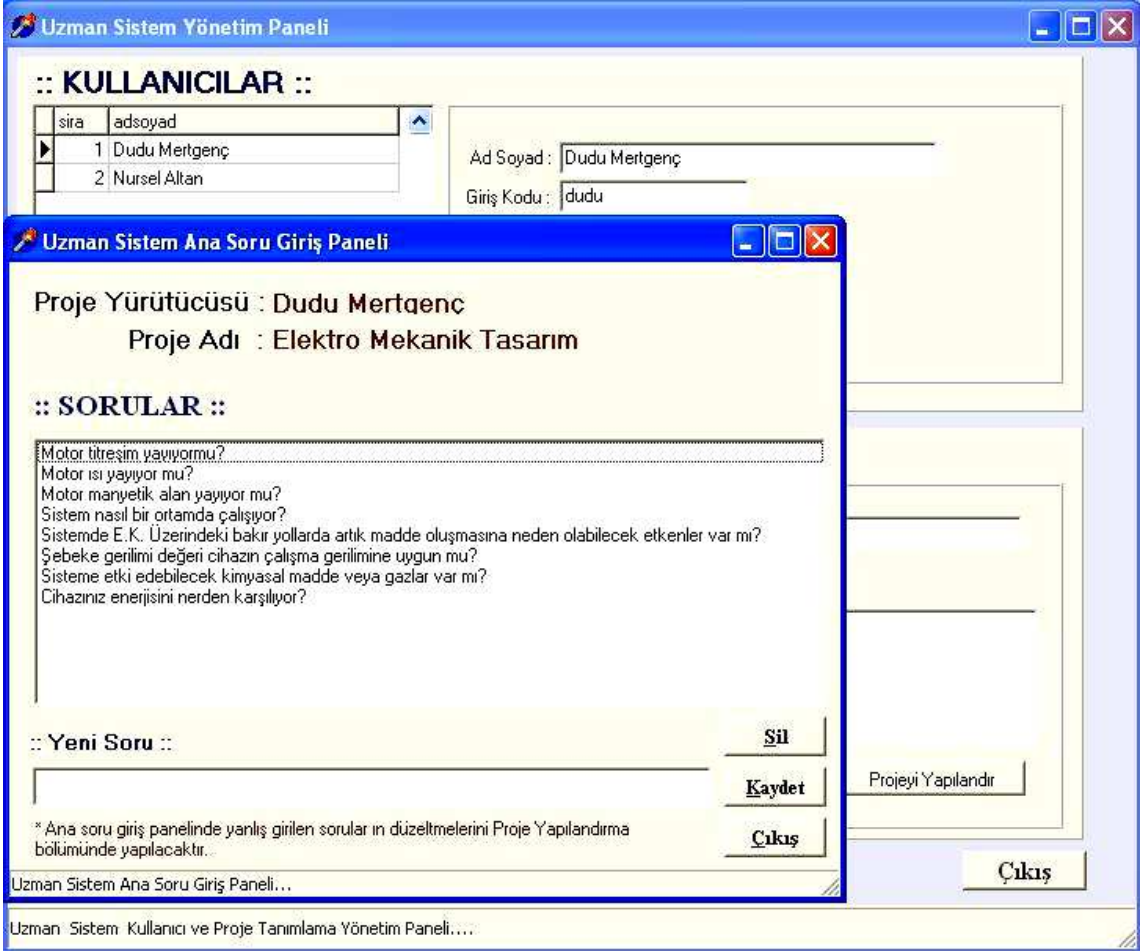 Uzman Sistem Yönetim Paneli
:: KULLANICILAR ::
sira adsoyad
1 Dudu Mertgenç
2 Nursel Altan
Ad Soyad : Dudu Mertgenç
Giriş Kodu : dudu
Uzman Sistem Ana Soru Giriş Paneli
Proje Yürütücüsü : Dudu Mertgenç
Proje Adı : Elektro Mekanik Tasarım
:: SORULAR ::
Motor titreşim yayıyormu?
Motor ısı yayıyor mu?
Motor manyetik alan yayıyor mu?
Sistem nasıl bir ortamda çalışıyor?
Sistemde E.K. Üzerindeki bakır yollarda artık madde oluşmasına neden olabilecek etkenler var mı?
Şebeke gerilimi değeri cihazın çalışma gerilimine uygun mu?
Sisteme etki edebilecek kimyasal madde veya gazlar var mı?
Cihazınız enerjisini nerden karşılıyor?
:: Yeni Soru ::
Sil
Kaydet
Çıkış
* Ana soru giriş panelinde yanlış girilen sorular ın düzeltmelerini Proje Yapılandırma
bölümünde yapılacaktır.
Uzman Sistem Ana Soru Giriş Paneli...
Projeyi Yapılandır
Çıkış
Uzman Sistem Kullanıcı ve Proje Tanımlama Yönetim Paneli....